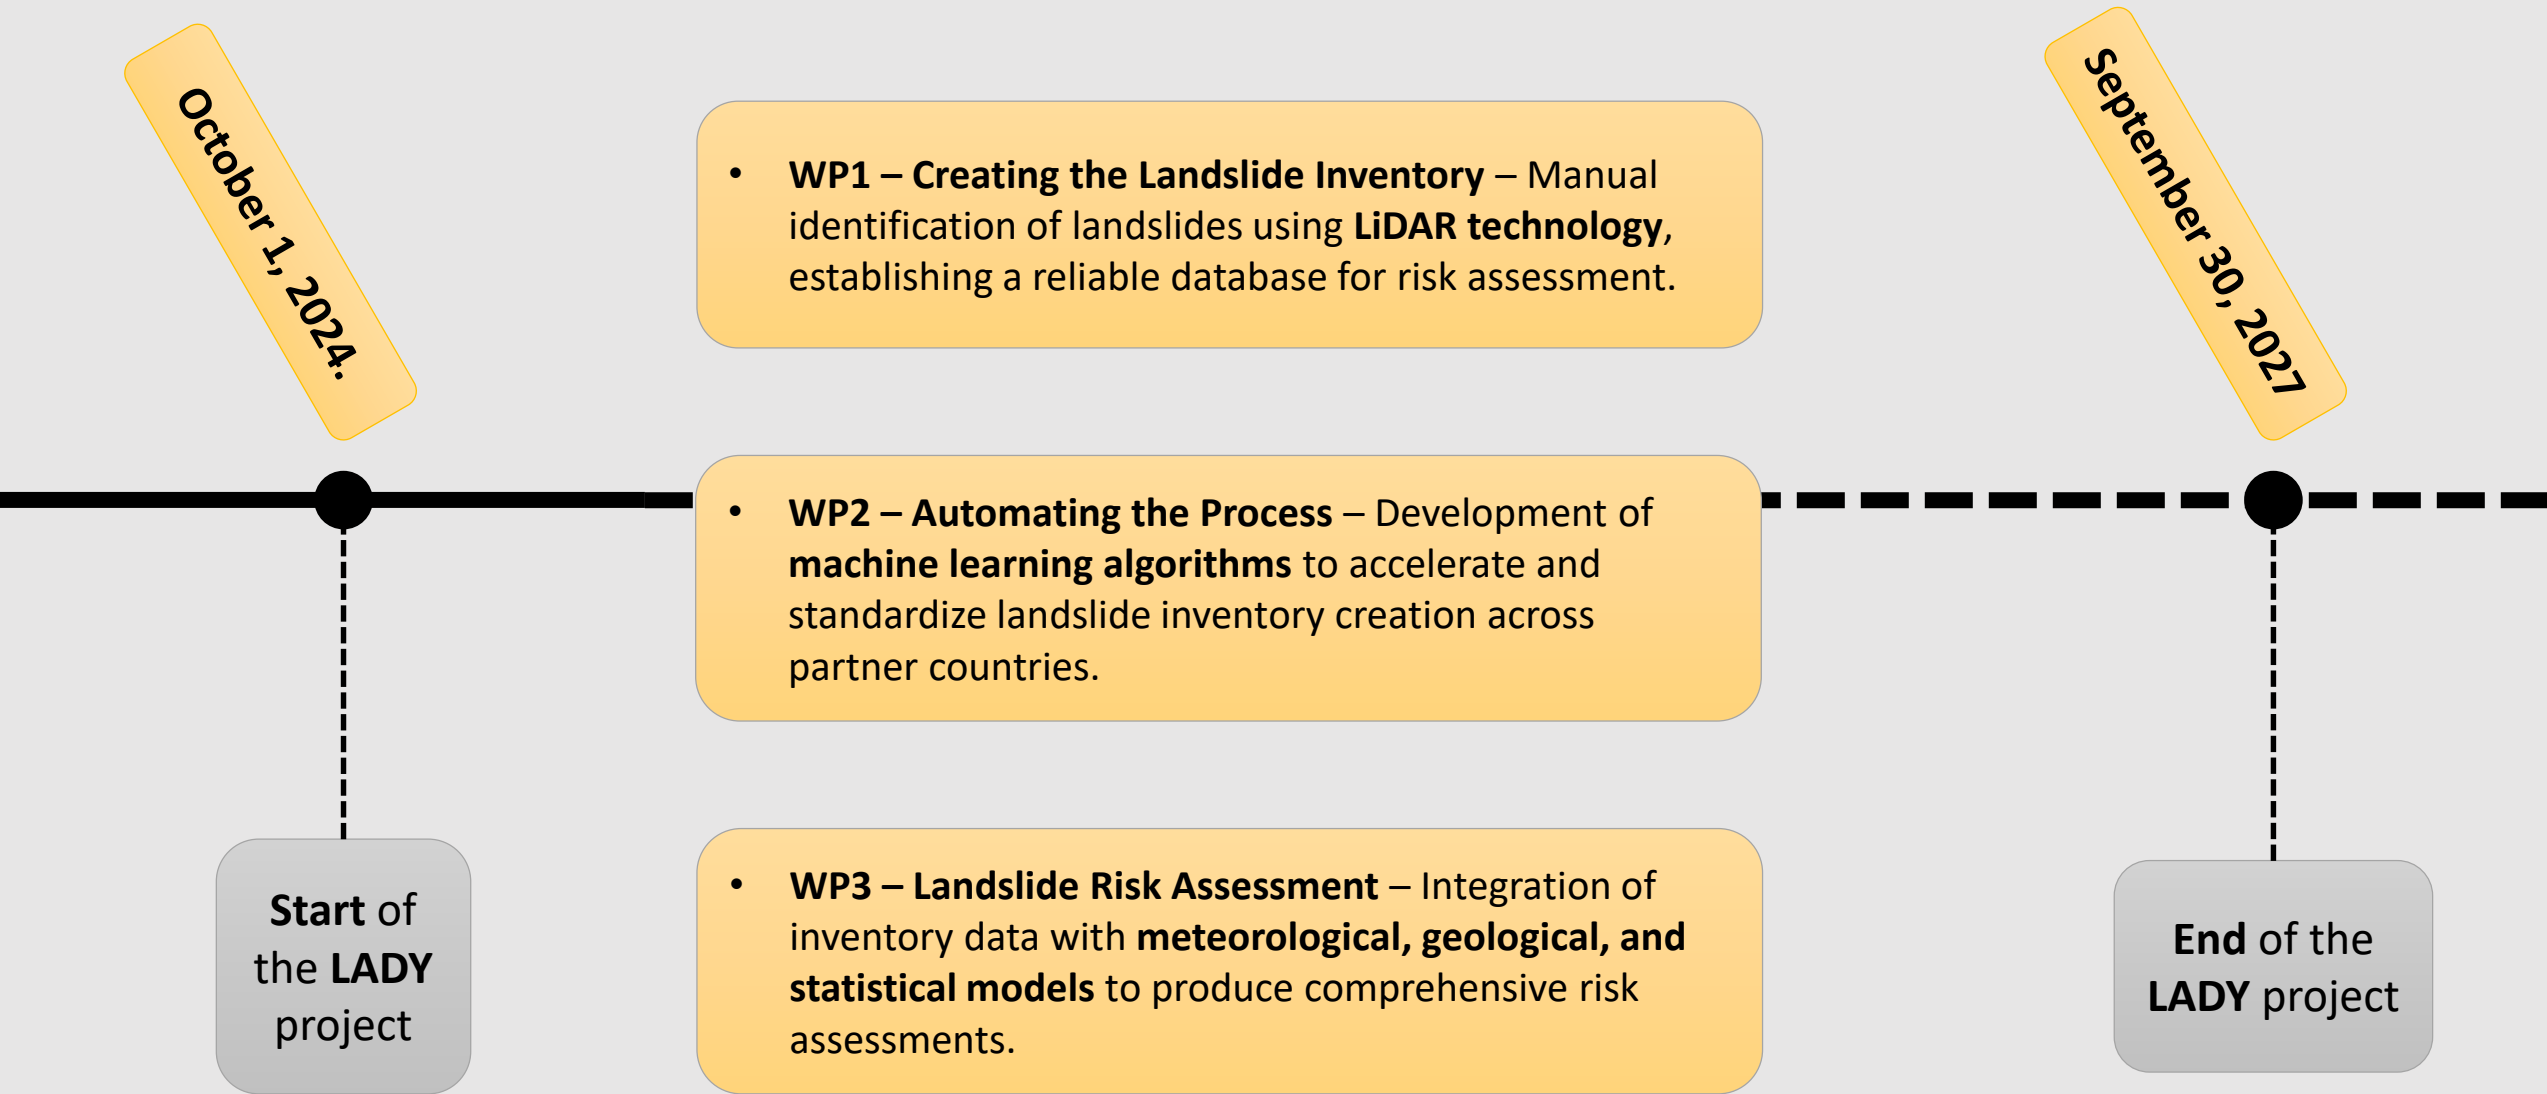 October 1, 2024.
Start of
the LADY
project
• WP1 – Creating the Landslide Inventory – Manual
identification of landslides using LiDAR technology,
establishing a reliable database for risk assessment.
• WP2 – Automating the Process – Development of
machine learning algorithms to accelerate and
standardize landslide inventory creation across
partner countries.
• WP3 – Landslide Risk Assessment – Integration of
inventory data with meteorological, geological, and
statistical models to produce comprehensive risk
assessments.
September 30, 2027
End of the
LADY project